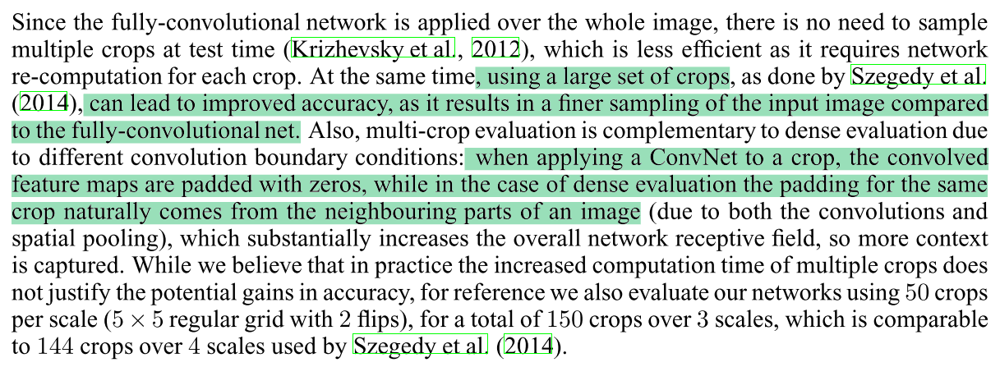 Since the fully-convolutional network is applied over the whole image, there is no need to sample
multiple crops at test time (Krizhevsky et al., 2012), which is less efficient as it requires network
re-computation for each crop. At the same time, using a large set of crops, as done by Szegedy et al.
(2014), can lead to improved accuracy, as it results in a finer sampling of the input image compared
to the fully-convolutional net. Also, multi-crop evaluation is complementary to dense evaluation due
to different convolution boundary conditions: when applying a ConvNet to a crop, the convolved
feature maps are padded with zeros, while in the case of dense evaluation the padding for the same
crop naturally comes from the neighbouring parts of an image (due to both the convolutions and
spatial pooling), which substantially increases the overall network receptive field, so more context
is captured. While we believe that in practice the increased computation time of multiple crops does
not justify the potential gains in accuracy, for reference we also evaluate our networks using 50 crops
per scale (5 × 5 regular grid with 2 flips), for a total of 150 crops over 3 scales, which is comparable
to 144 crops over 4 scales used by Szegedy et al. (2014).